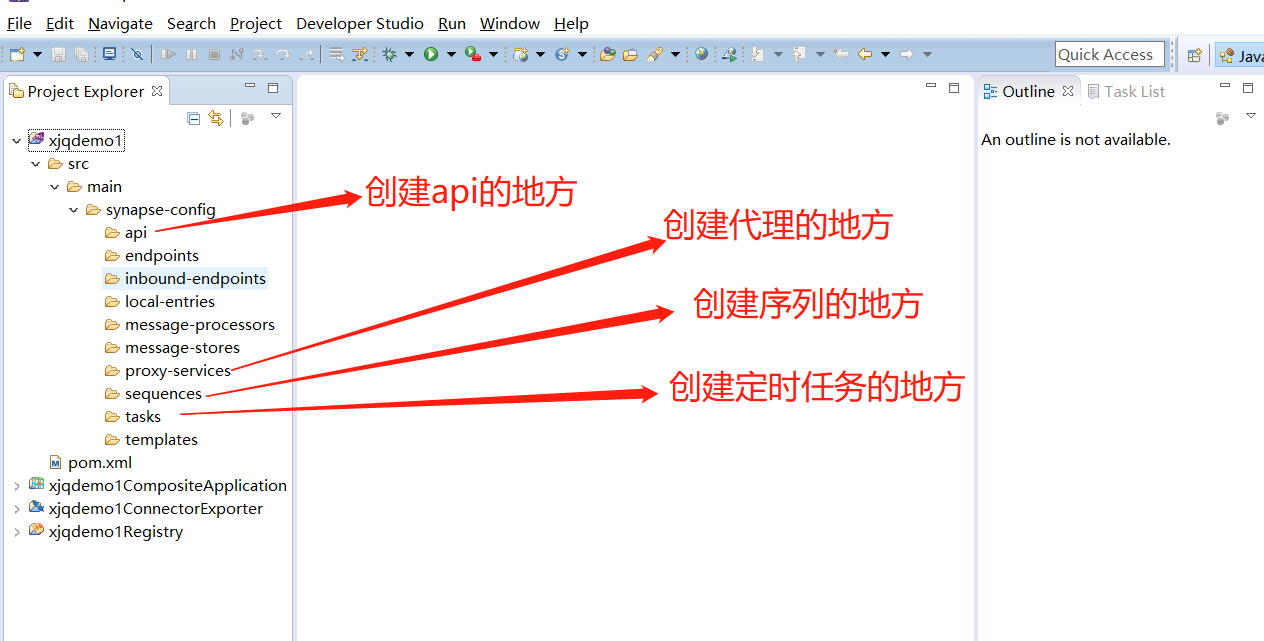 File Edit Navigate Search Project Developer Studio Run Window Help
Quick Access
Java
Project Explorer
Outline
Task List
An outline is not available.
xjqdemo1
src
main
synapse-config
api
endpoints
inbound-endpoints
local-entries
message-processors
message-stores
proxy-services
sequences
tasks
templates
pom.xml
xjqdemo1CompositeApplication
xjqdemo1ConnectorExporter
xjqdemo1Registry
创建api的地方
创建代理的地方
创建序列的地方
创建定时任务的地方